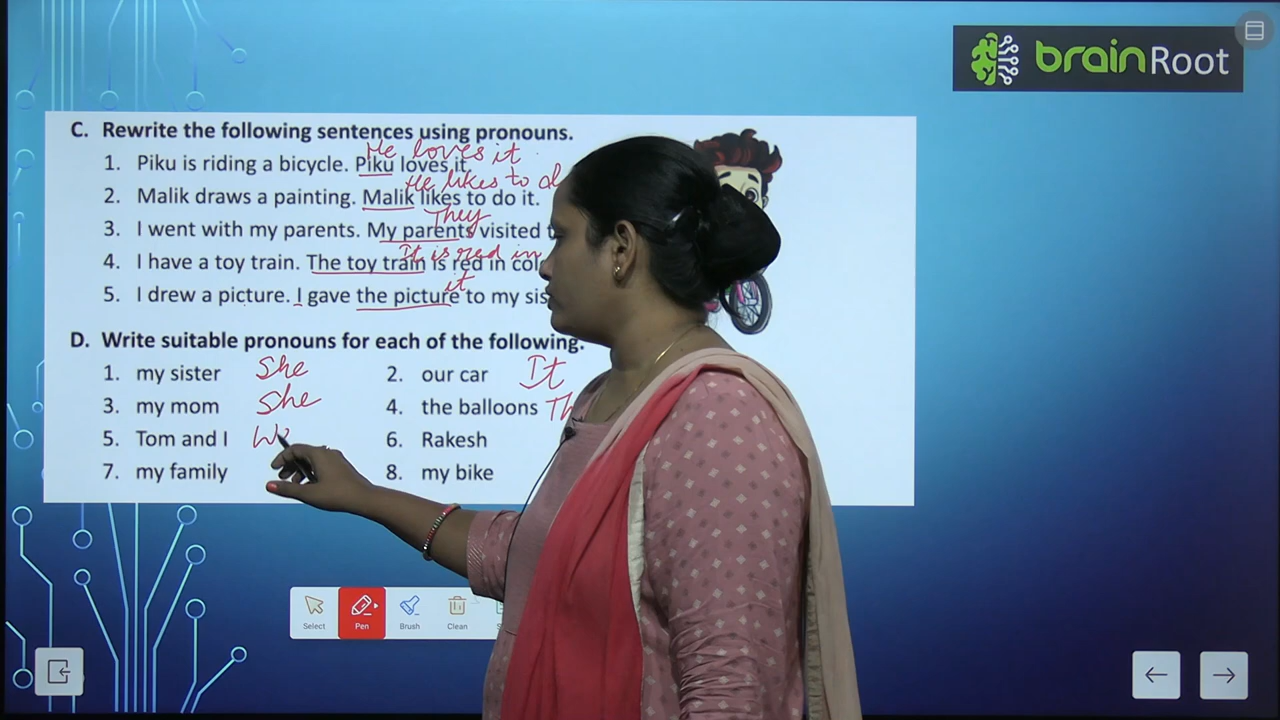 brainRoot
C. Rewrite the following sentences using pronouns.
He loves it
1. Piku is riding a bicycle. Piku loves it.
He likes to
2. Malik draws a painting. Malik likes to do it.
They
3. I went with my parents. My parents visited
It is red in
4. I have a toy train. The toy train is red in
it
5. I drew a picture. I gave the picture to my
D. Write suitable pronouns for each of the following.
1. my sister She 2. our car It
3. my mom She 4. the balloons
5. Tom and I We 6. Rakesh
7. my family 8. my bike
Select Pen Brush Clean